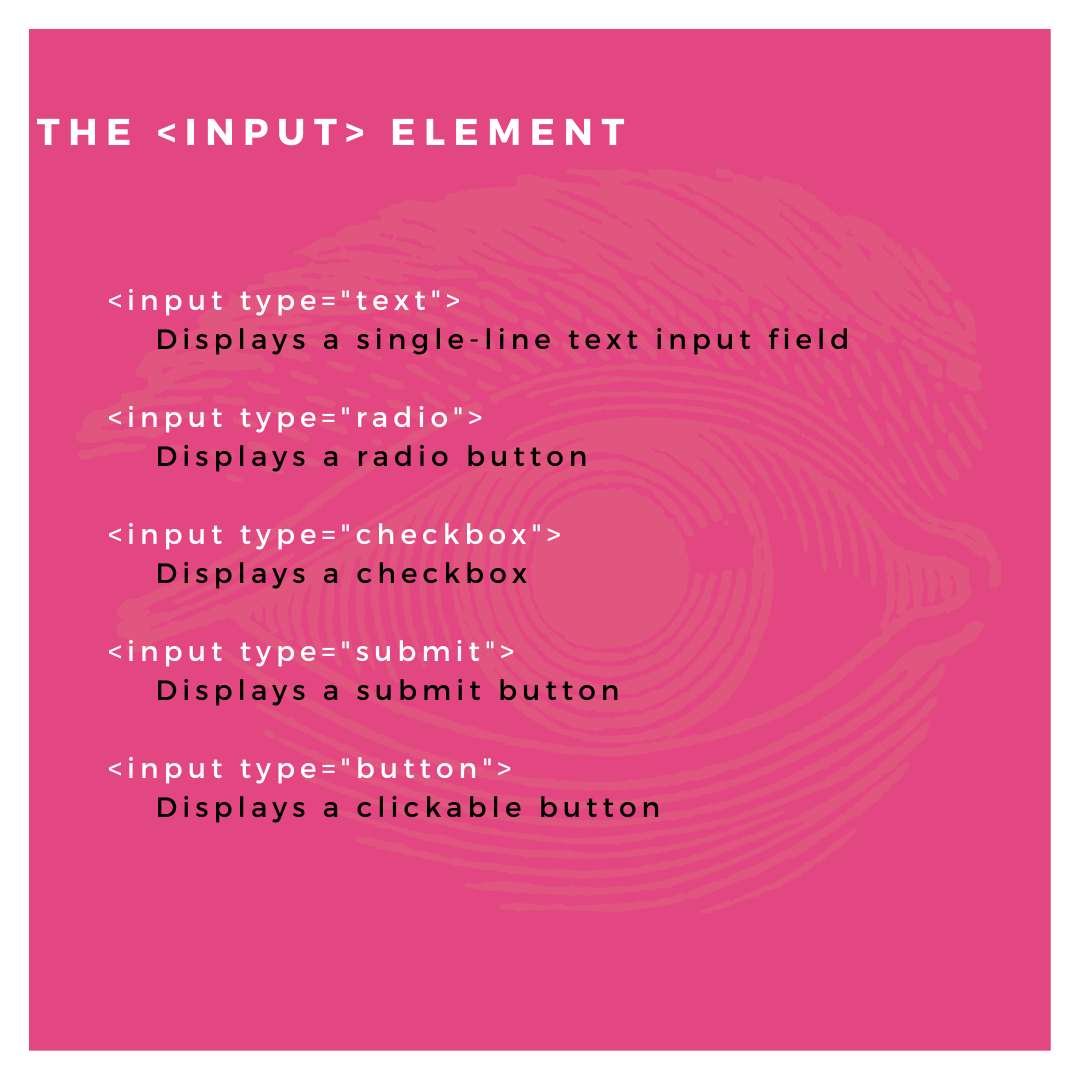 THE <INPUT> ELEMENT
<input type="text">
Displays a single-line text input field
<input type="radio">
Displays a radio button
<input type="checkbox">
Displays a checkbox
<input type="submit">
Displays a submit button
<input type="button">
Displays a clickable button